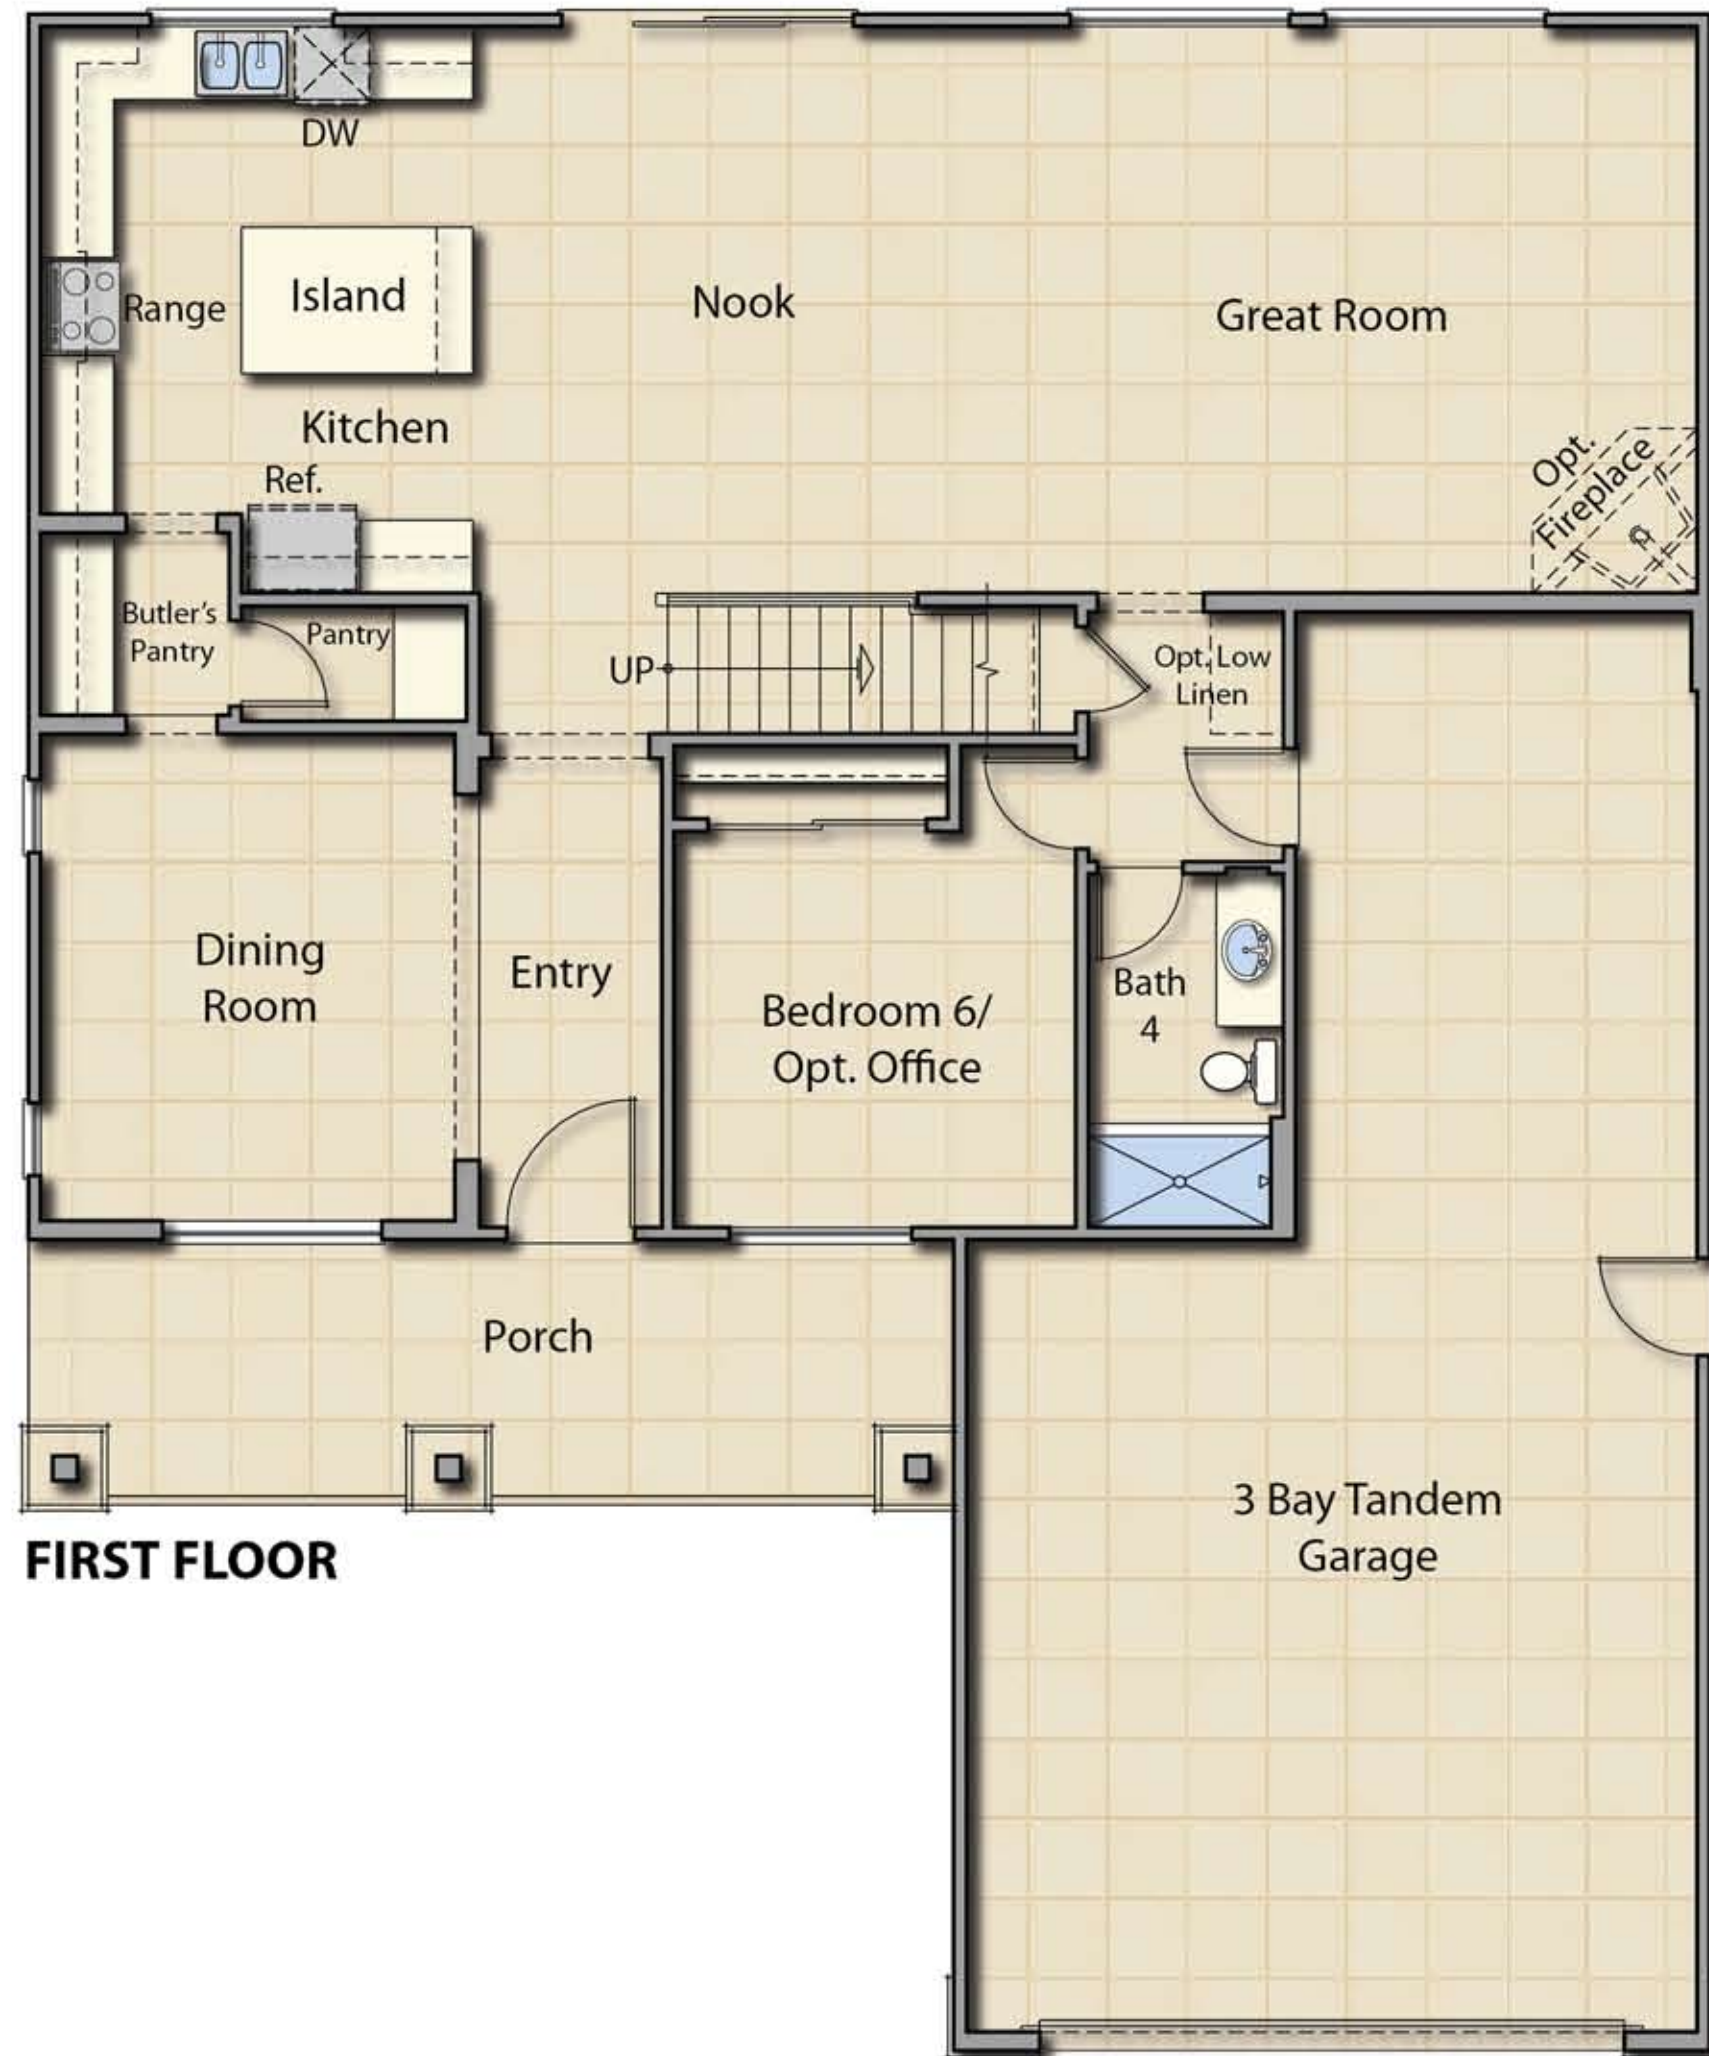 DW
Range
Island
Nook
Great Room
Kitchen
Ref.
Opt.
Fireplace
Butler's
Pantry
Pantry
UP
Opt. Low
Linen
Dining
Room
Entry
Bedroom 6/
Opt. Office
Bath
4
Porch
3 Bay Tandem
Garage
FIRST FLOOR